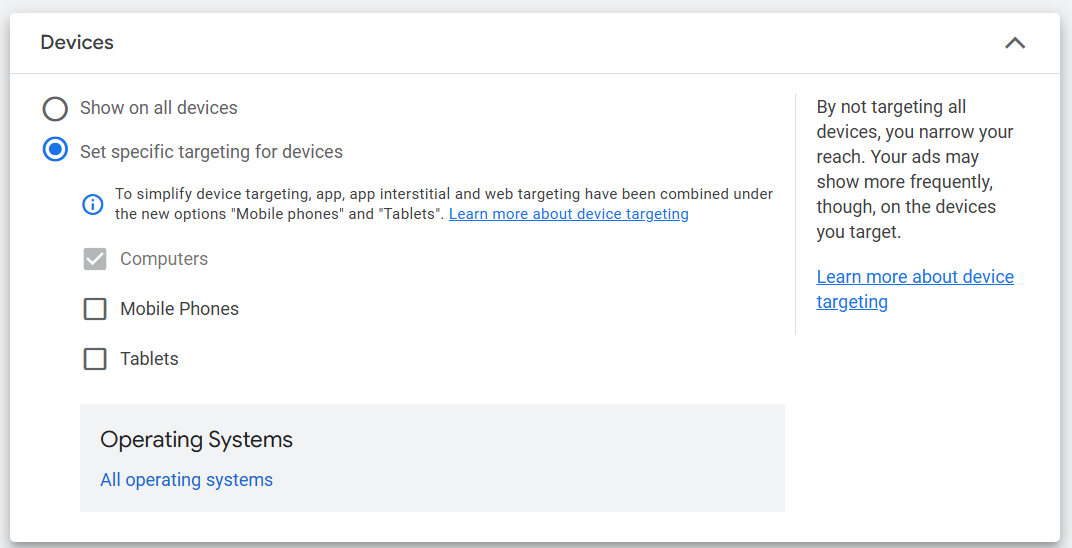 Devices
Show on all devices
Set specific targeting for devices
To simplify device targeting, app, app interstitial and web targeting have been combined under
the new options "Mobile phones" and "Tablets". Learn more about device targeting
Computers
Mobile Phones
Tablets
Operating Systems
All operating systems
By not targeting all
devices, you narrow your
reach. Your ads may
show more frequently,
though, on the devices
you target.
Learn more about device
targeting